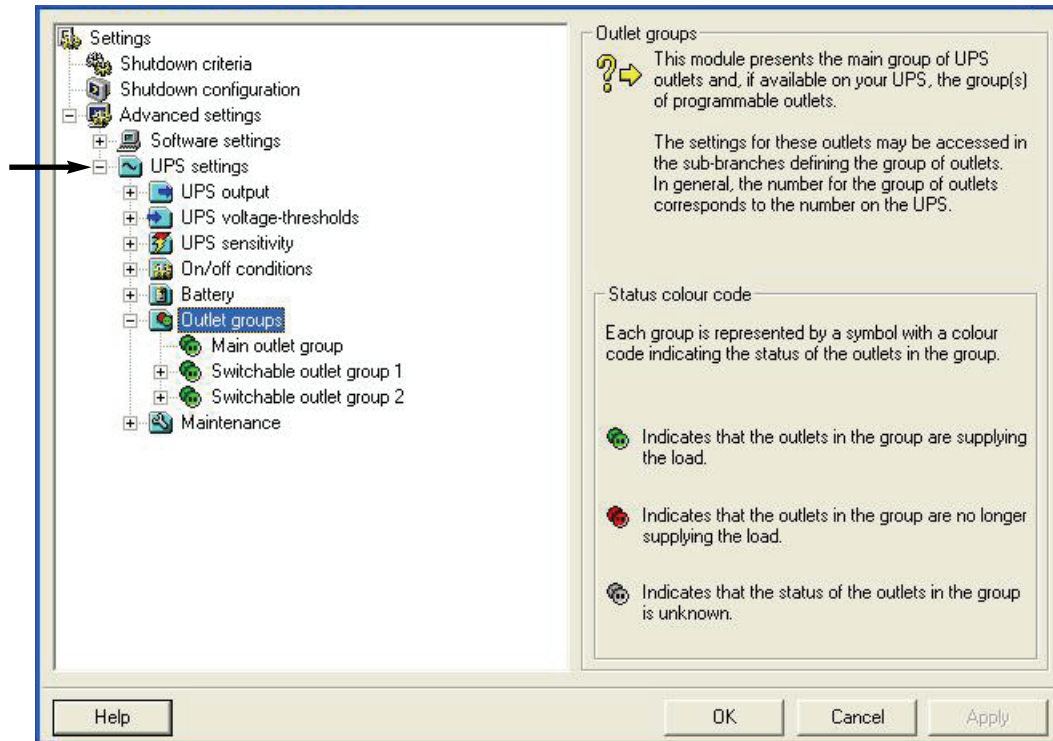 Settings
Shutdown criteria
Shutdown configuration
Advanced settings
Software settings
UPS settings
UPS output
UPS voltage-thresholds
UPS sensitivity
On/off conditions
Battery
Outlet groups
Main outlet group
Switchable outlet group 1
Switchable outlet group 2
Maintenance
Outlet groups
This module presents the main group of UPS
outlets and, if available on your UPS, the group(s)
of programmable outlets.
The settings for these outlets may be accessed in
the sub-branches defining the group of outlets.
In general, the number for the group of outlets
corresponds to the number on the UPS.
Status colour code
Each group is represented by a symbol with a colour
code indicating the status of the outlets in the group.
Indicates that the outlets in the group are supplying
the load.
Indicates that the outlets in the group are no longer
supplying the load.
Indicates that the status of the outlets in the group
is unknown.
Help
OK
Cancel
Apply